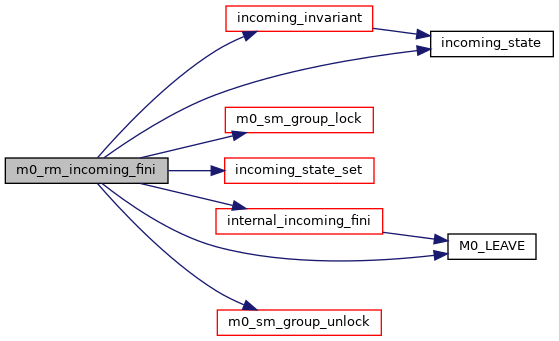 incoming_invariant
incoming_state
m0_sm_group_lock
m0_rm_incoming_fini
incoming_state_set
internal_incoming_fini
M0_LEAVE
m0_sm_group_unlock